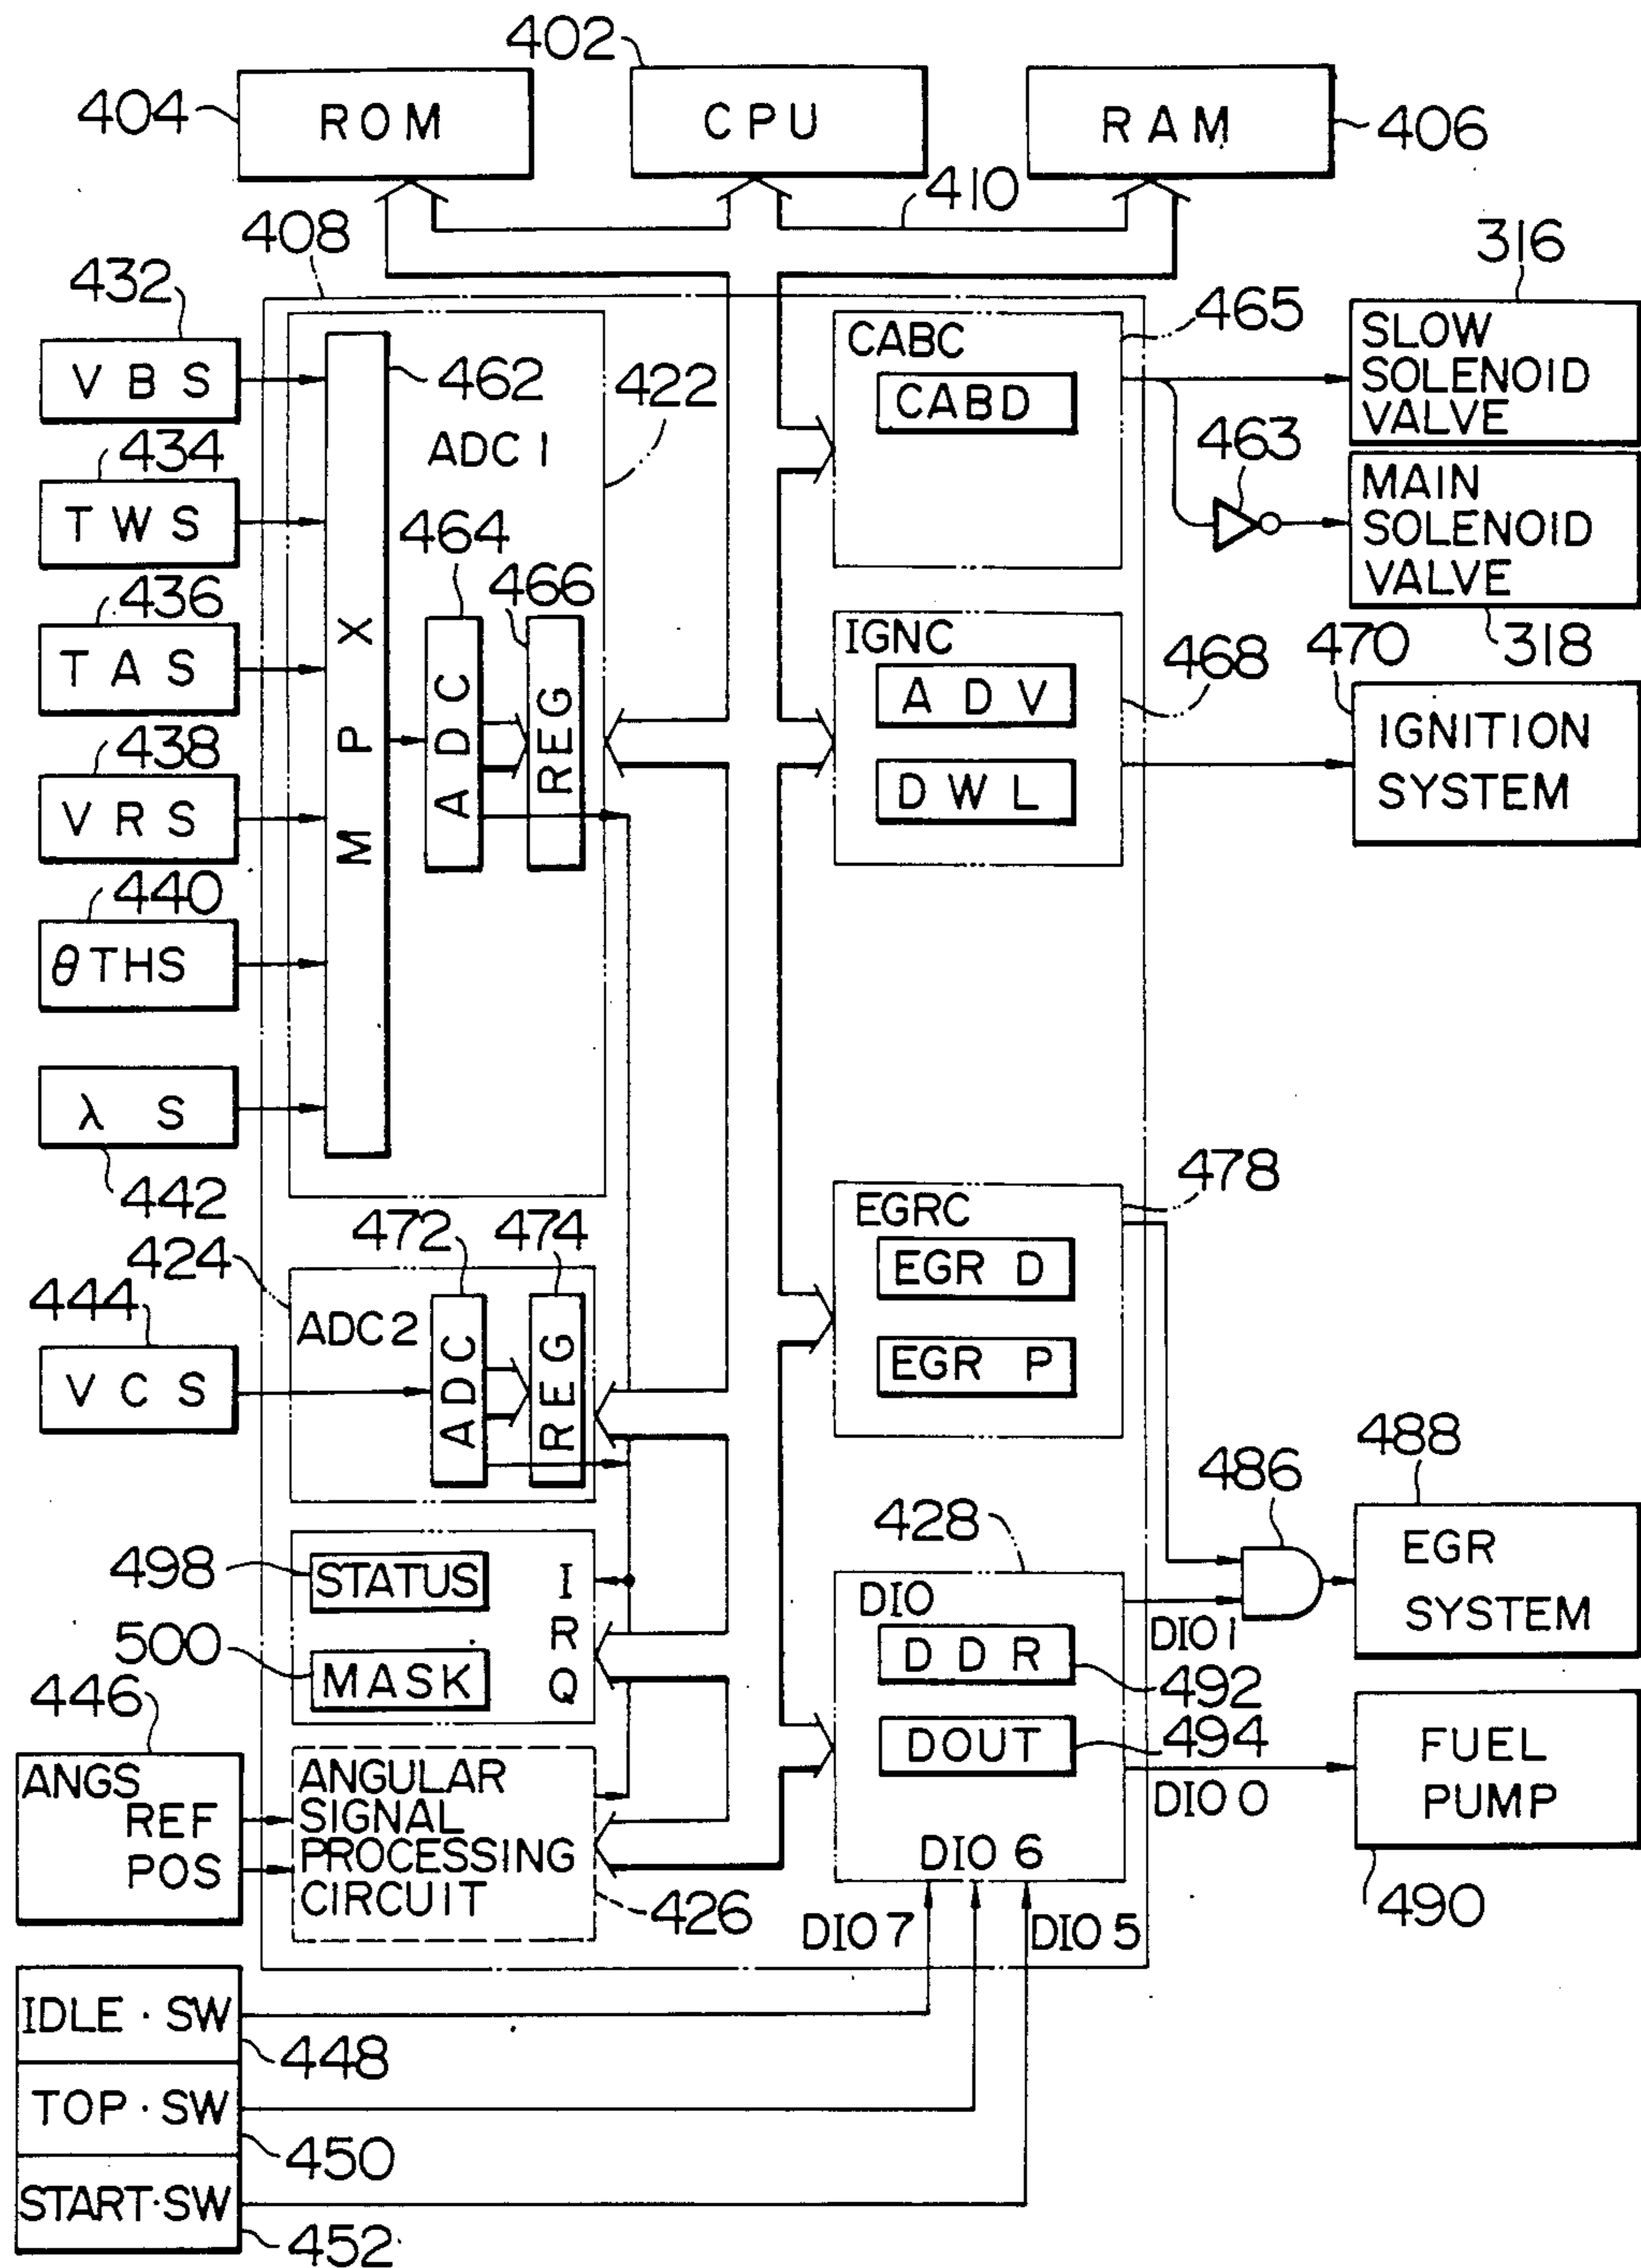 402
404
ROM
CPU
RAM
406
410
408
432
VBS
434
TWS
436
TAS
438
VRS
440
θTHS
λ S
442
462
MPX
ADC 1
422
464
ADC
466
REG
465
CABC
CABD
316
SLOW
SOLENOID
VALVE
463
MAIN
SOLENOID
VALVE
318
IGNC
ADV
DWL
468
470
IGNITION
SYSTEM
424
444
VCS
ADC2
472
ADC
474
REG
478
EGRC
EGR D
EGR P
498
STATUS
500
MASK
IRQ
428
DIO
DDR
492
DOUT
494
DIO 1
DIO 0
486
488
EGR
SYSTEM
FUEL
PUMP
490
446
ANGS
REF
POS
ANGULAR
SIGNAL
PROCESSING
CIRCUIT
426
DIO 6
DIO 7
DIO 5
IDLE·SW
448
TOP·SW
450
START·SW
452